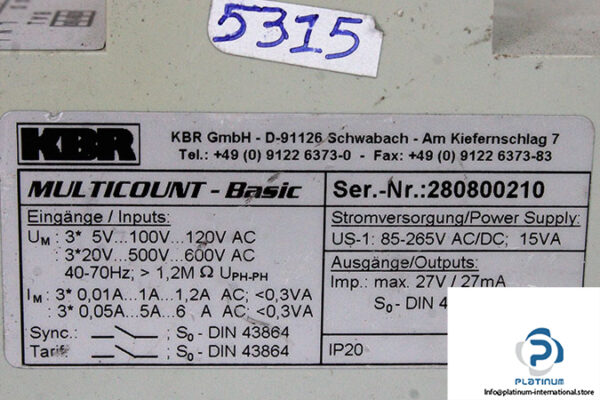 5315
KBR
KBR GmbH - D-91126 Schwabach - Am Kiefernschlag 7
Tel.: +49 (0) 9122 6373-0 - Fax: +49 (0) 9122 6373-83
MULTICOUNT - Basic
Ser.-Nr.:280800210
Eingänge / Inputs:
UM : 3* 5V...100V...120V AC
: 3*20V...500V...600V AC
40-70Hz; > 1,2M Ω UPH-PH
IM : 3* 0,01A...1A...1,2A AC; <0,3VA
: 3* 0,05A...5A...6 A AC; <0,3VA
Sync.: ; S0 - DIN 43864
Tarif: ; S0 - DIN 43864
Stromversorgung/Power Supply:
US-1: 85-265V AC/DC; 15VA
Ausgänge/Outputs:
Imp.: max. 27V / 27mA
S0 - DIN 4
IP20
PLATINUM
Info@platinum-international.store